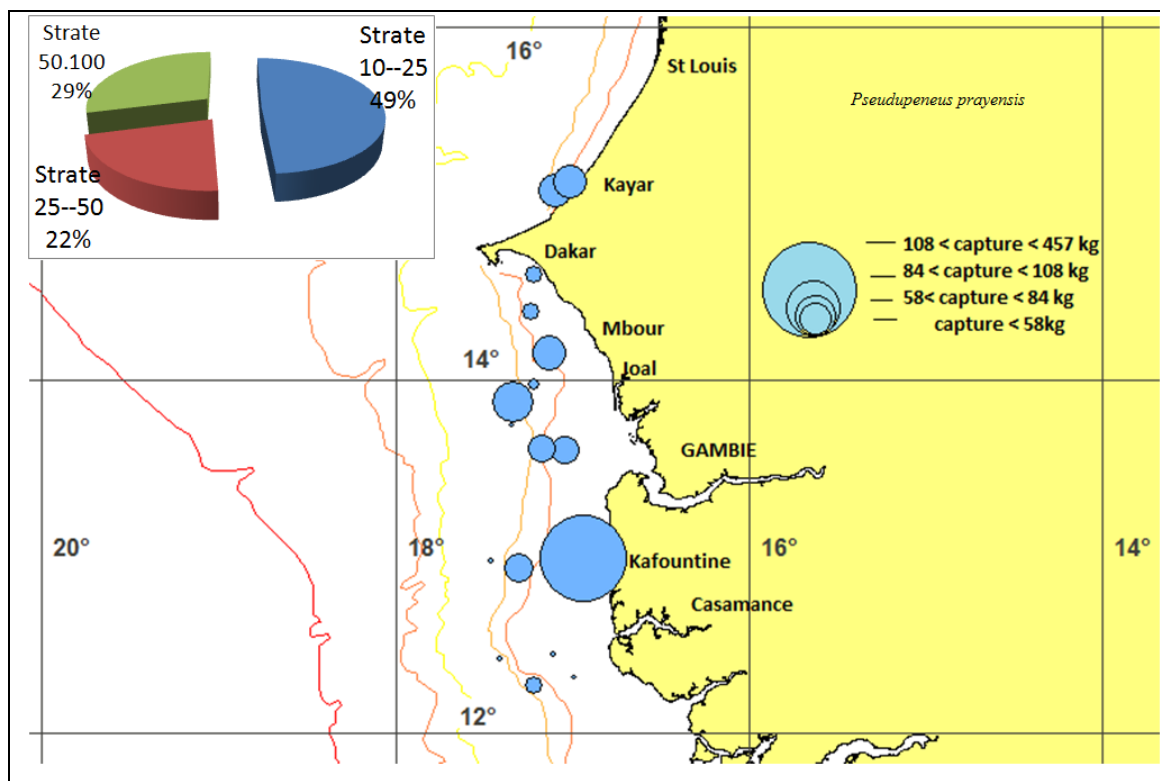 Strate
50.100
29%
Strate
10--25
49%
Strate
25--50
22%
16°
St Louis
Pseudupeneus prayensis
Kayar
Dakar
108 < capture < 457 kg
84 < capture < 108 kg
58< capture < 84 kg
capture < 58kg
Mbour
14°
Joal
GAMBIE
20°
18°
16°
14°
Kafountine
Casamance
12°